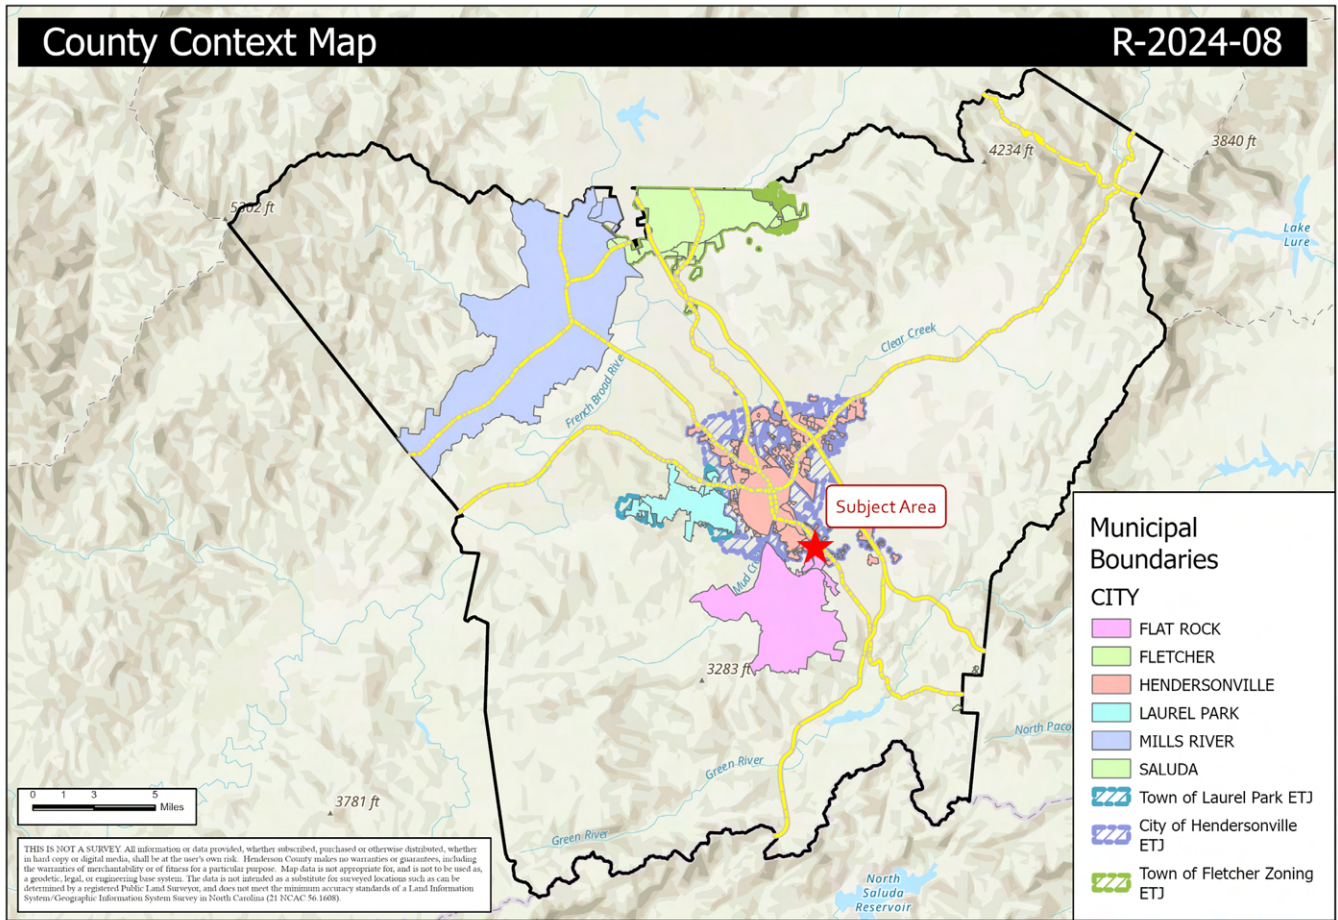 County Context Map
R-2024-08
3840 ft
4234 ft
5302 ft
Lake
Lure
Clear Creek
French Broad River
Subject Area
Mud Cre
3283 ft
North Paco
Green River
3781 ft
Green River
North
Saluda
Reservoir
Municipal
Boundaries
CITY
FLAT ROCK
FLETCHER
HENDERSONVILLE
LAUREL PARK
MILLS RIVER
SALUDA
Town of Laurel Park ETJ
City of Hendersonville
ETJ
Town of Fletcher Zoning
ETJ
0 1 3 5
Miles
THIS IS NOT A SURVEY. All information or data provided, whether subscribed, purchased or otherwise distributed, whether
in hard copy or digital media, shall be at the user's own risk. Henderson County makes no warranties or guarantees, including
the warranties of merchantability or of fitness for a particular purpose. Map data is not appropriate for, and is not to be used as,
a geodetic, legal, or engineering base system. The data is not intended as a substitute for surveyed locations such as can be
determined by a registered Public Land Surveyor, and does not meet the minimum accuracy standards of a Land Information
System/Geographic Information System Survey in North Carolina (21 NCAC 56.1608).